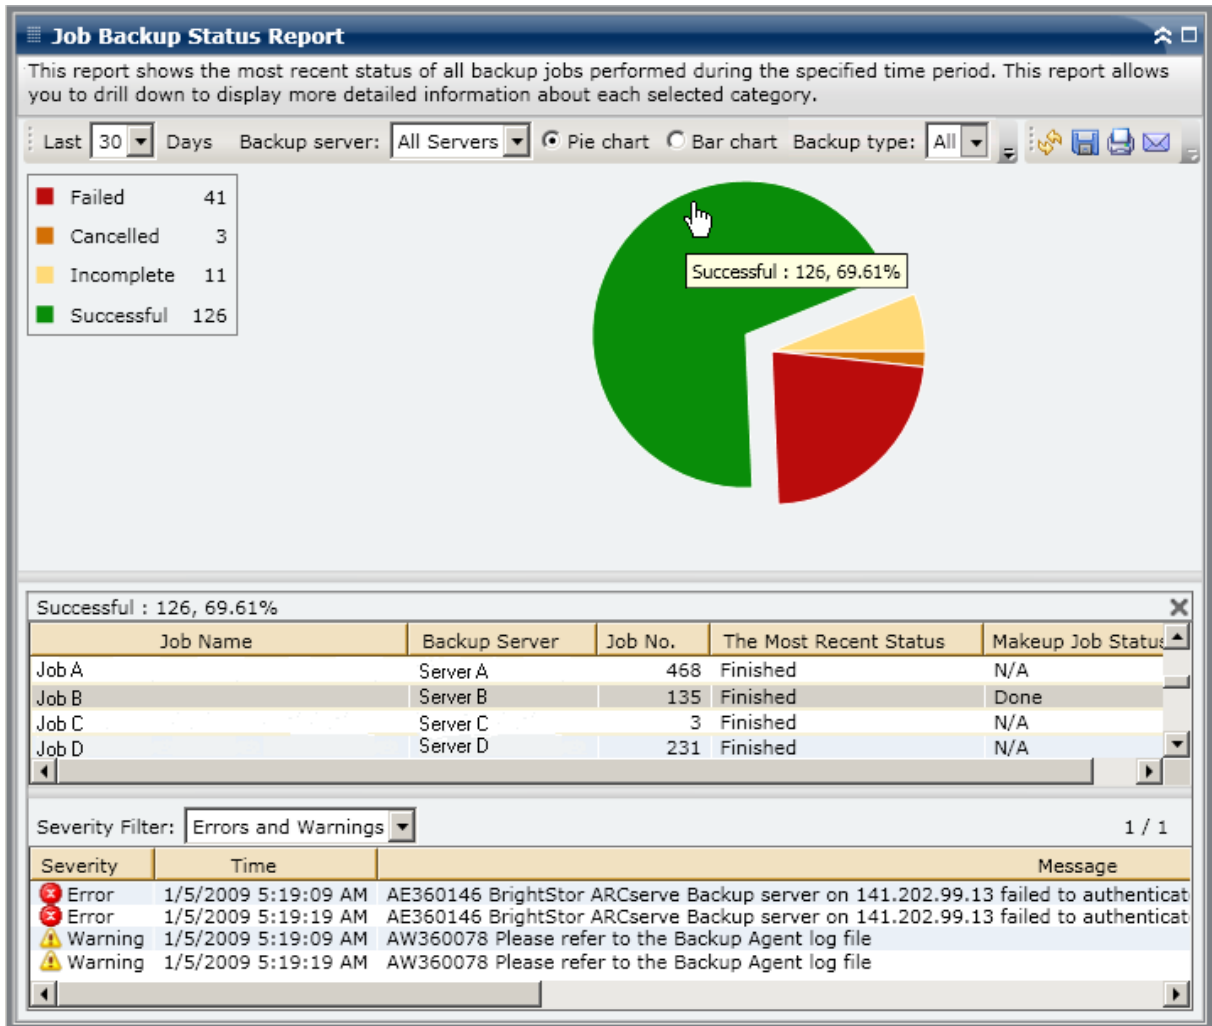 Job Backup Status Report
This report shows the most recent status of all backup jobs performed during the specified time period. This report allows
you to drill down to display more detailed information about each selected category.
Last 30 Days Backup server: All Servers Pie chart Bar chart Backup type: All
Failed 41
Cancelled 3
Incomplete 11
Successful 126
Successful : 126, 69.61%
Successful : 126, 69.61%
Job Name Backup Server Job No. The Most Recent Status Makeup Job Status
Job A Server A 468 Finished N/A
Job B Server B 135 Finished Done
Job C Server C 3 Finished N/A
Job D Server D 231 Finished N/A
Severity Filter: Errors and Warnings 1 / 1
Severity Time Message
Error 1/5/2009 5:19:09 AM AE360146 BrightStor ARCserve Backup server on 141.202.99.13 failed to authenticat
Error 1/5/2009 5:19:19 AM AE360146 BrightStor ARCserve Backup server on 141.202.99.13 failed to authenticat
Warning 1/5/2009 5:19:09 AM AW360078 Please refer to the Backup Agent log file
Warning 1/5/2009 5:19:19 AM AW360078 Please refer to the Backup Agent log file